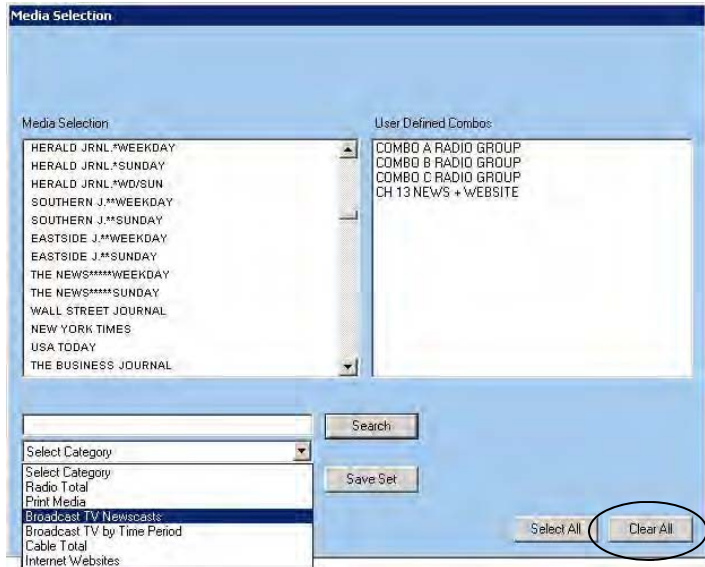 Media Selection
Media Selection
HERALD JRNL.*WEEKDAY
HERALD JRNL.*SUNDAY
HERALD JRNL.*WD/SUN
SOUTHERN J.**WEEKDAY
SOUTHERN J.**SUNDAY
EASTSIDE J.**WEEKDAY
EASTSIDE J.**SUNDAY
THE NEWS*****WEEKDAY
THE NEWS*****SUNDAY
WALL STREET JOURNAL
NEW YORK TIMES
USA TODAY
THE BUSINESS JOURNAL
User Defined Combos
COMBO A RADIO GROUP
COMBO B RADIO GROUP
COMBO C RADIO GROUP
CH 13 NEWS + WEBSITE
Search
Select Category
Select Category
Radio Total
Print Media
Broadcast TV Newscasts
Broadcast TV by Time Period
Cable Total
Internet Websites
Save Set
Select All
Clear All